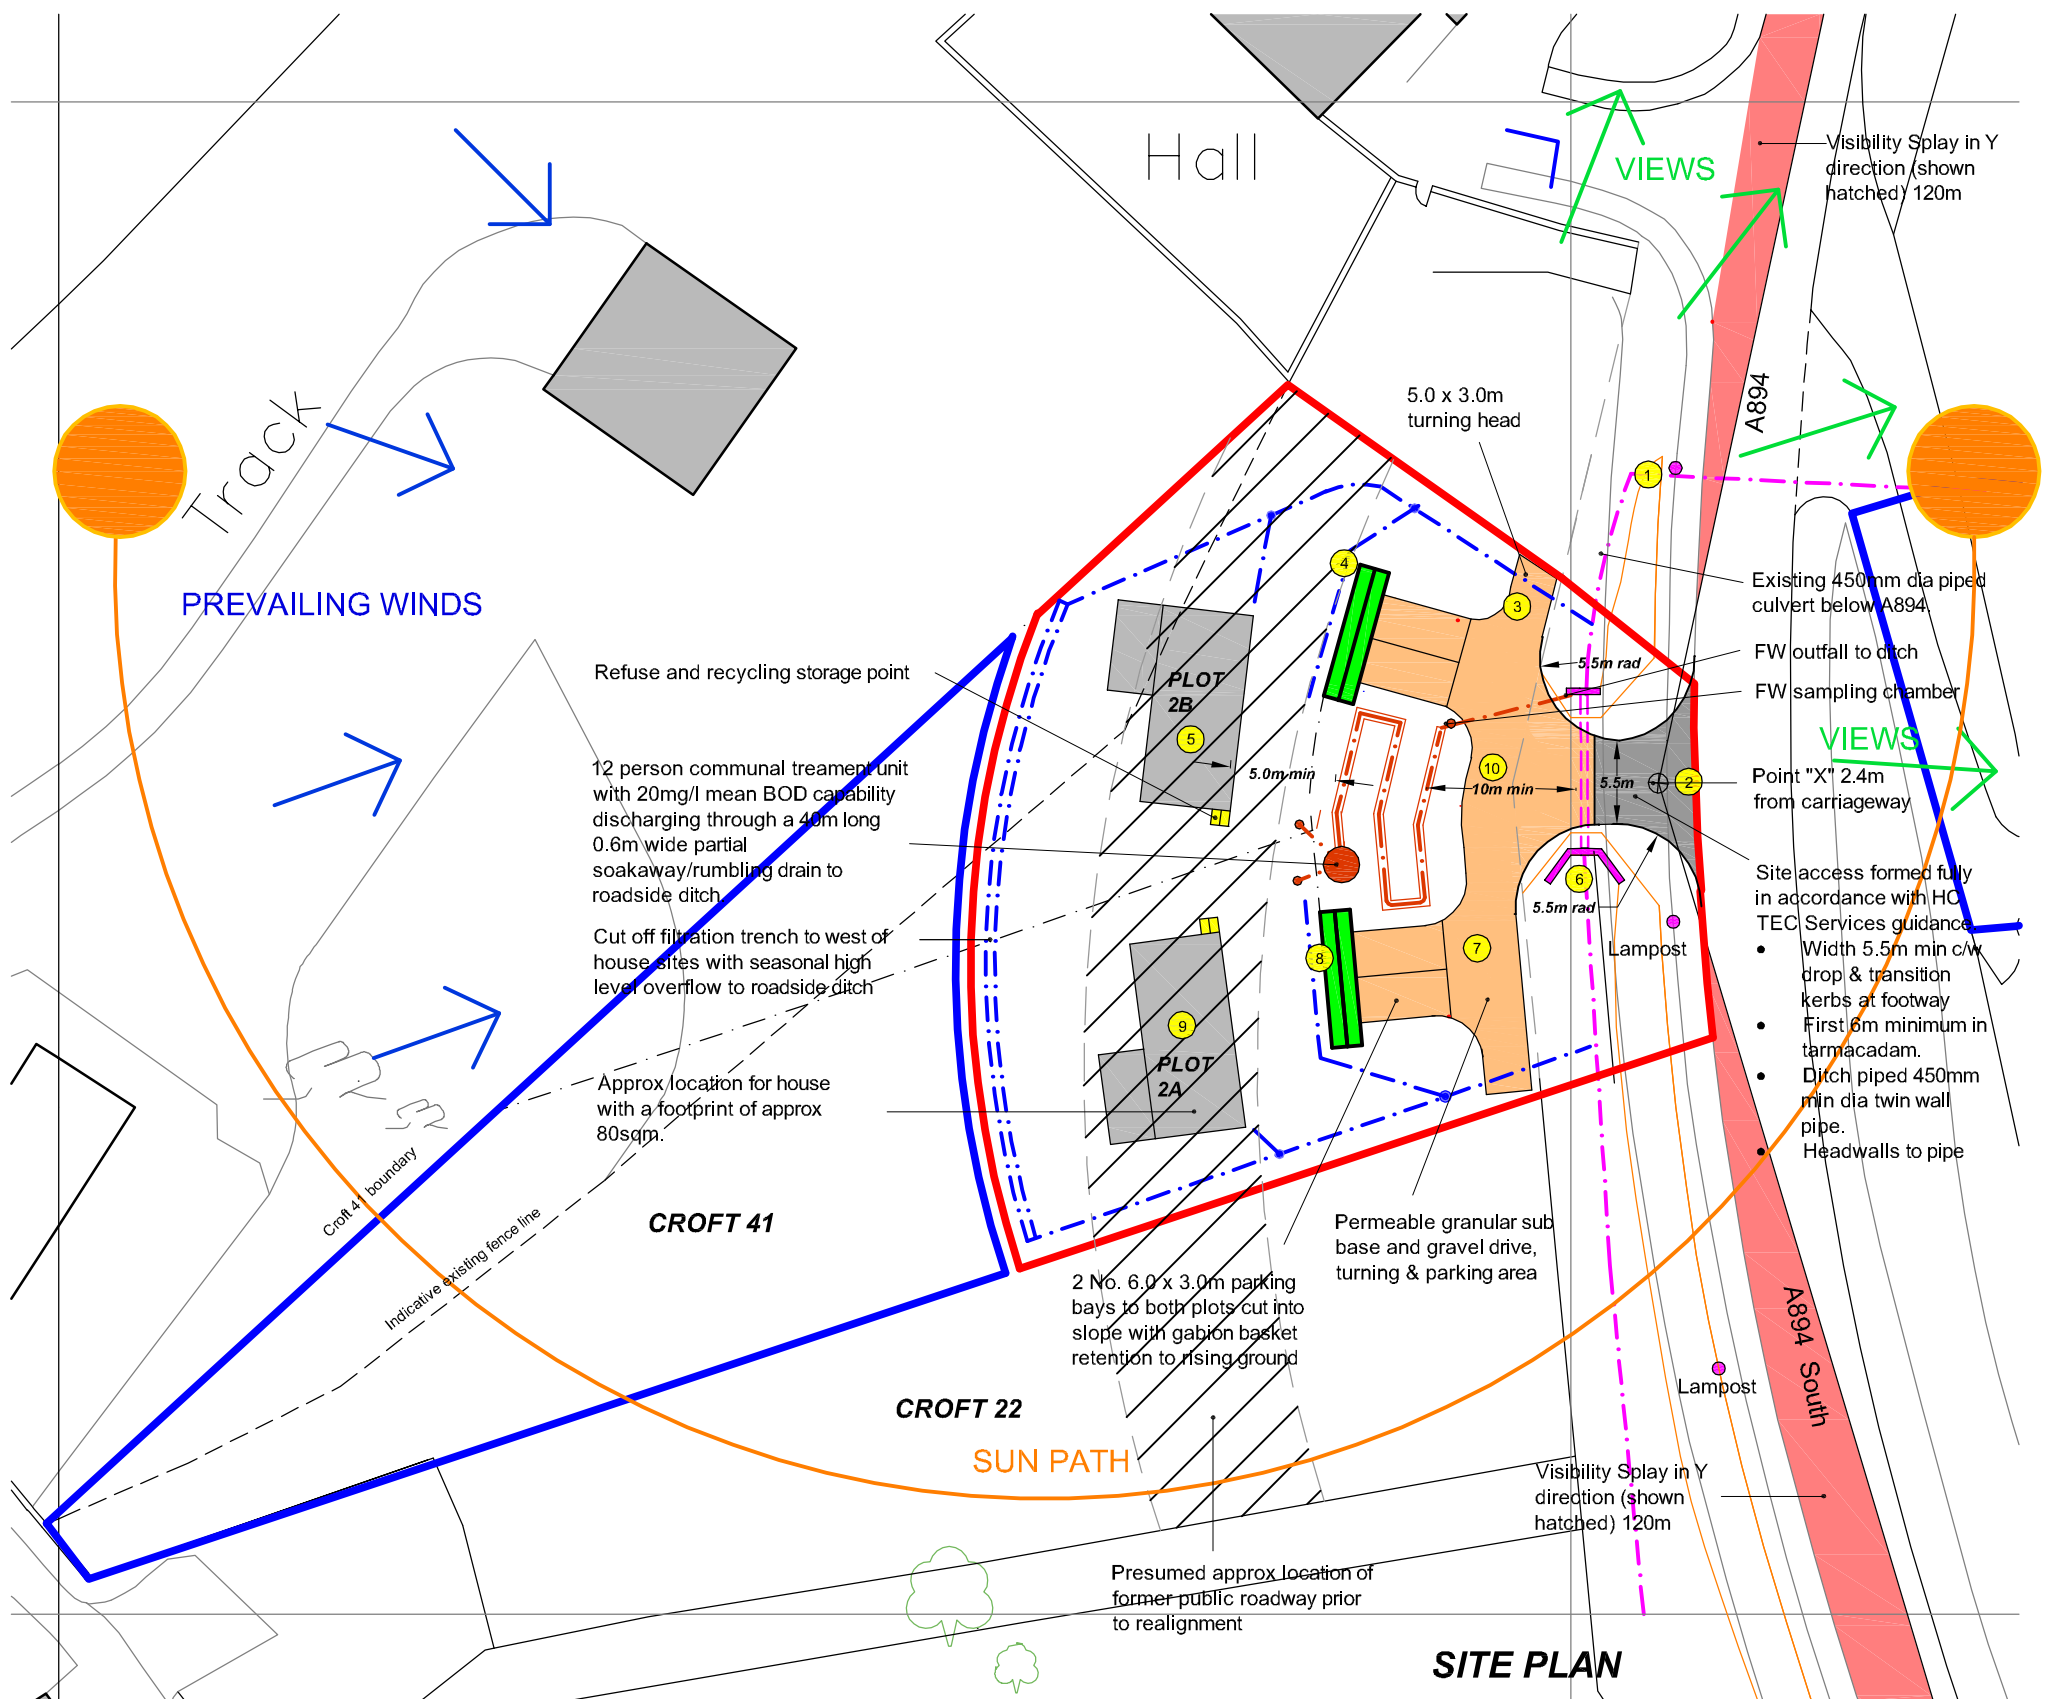 Hall
VIEWS
Visibility Splay in Y
direction (shown
hatched) 120m
A894
5.0 x 3.0m
turning head
Track
1
PREVAILING WINDS
4
3
Existing 450mm dia piped
culvert below A894.
5.5m rad
FW outfall to ditch
FW sampling chamber
Refuse and recycling storage point
PLOT
2B
5
VIEWS
12 person communal treament unit
with 20mg/l mean BOD capability
discharging through a 40m long
0.6m wide partial
soakaway/rumbling drain to
roadside ditch.
5.0m min
10
10m min
5.5m
2
Point "X" 2.4m
from carriageway
6
5.5m rad
Site access formed fully
in accordance with HC
TEC Services guidance
• Width 5.5m min c/w
drop & transition
kerbs at footway
• First 6m minimum in
tarmacadam.
• Ditch piped 450mm
min dia twin wall
pipe.
• Headwalls to pipe
Lampost
Cut off filtration trench to west of
house sites with seasonal high
level overflow to roadside ditch
8
7
9
PLOT
2A
Approx location for house
with a footprint of approx
80sqm.
Croft 41 boundary
Indicative existing fence line
CROFT 41
Permeable granular sub
base and gravel drive,
turning & parking area
2 No. 6.0 x 3.0m parking
bays to both plots cut into
slope with gabion basket
retention to rising ground
A894 South
Lampost
CROFT 22
SUN PATH
Visibility Splay in Y
direction (shown
hatched) 120m
Presumed approx location of
former public roadway prior
to realignment
SITE PLAN